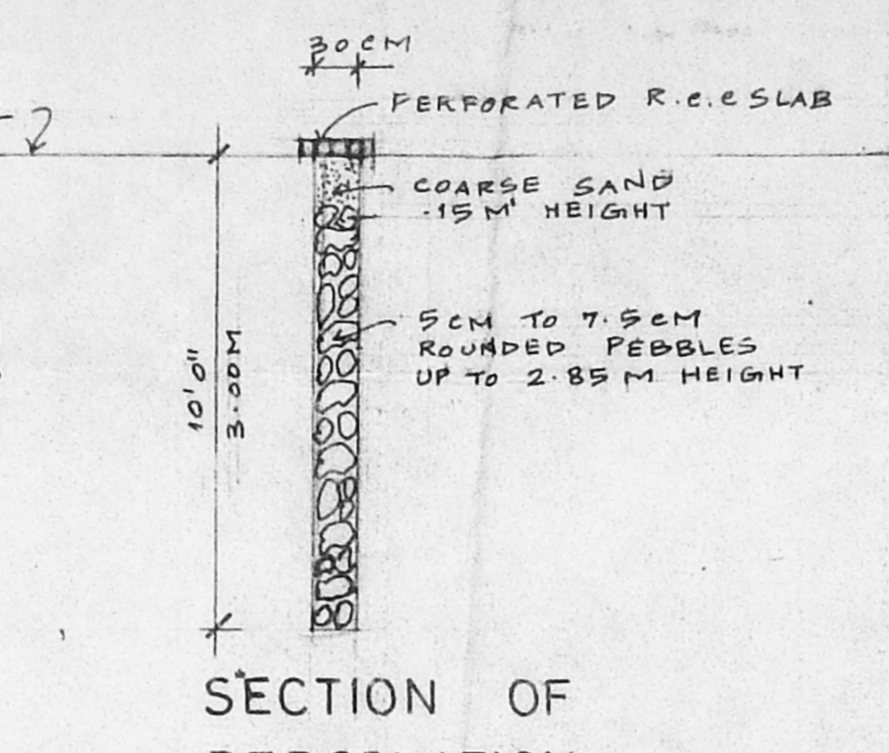 30CM
PERFORATED R.C.C SLAB
COARSE SAND
.15 M' HEIGHT
5CM TO 7.5CM
ROUNDED PEBBLES
UP TO 2.85 M HEIGHT
10'0"
3.00M
SECTION OF